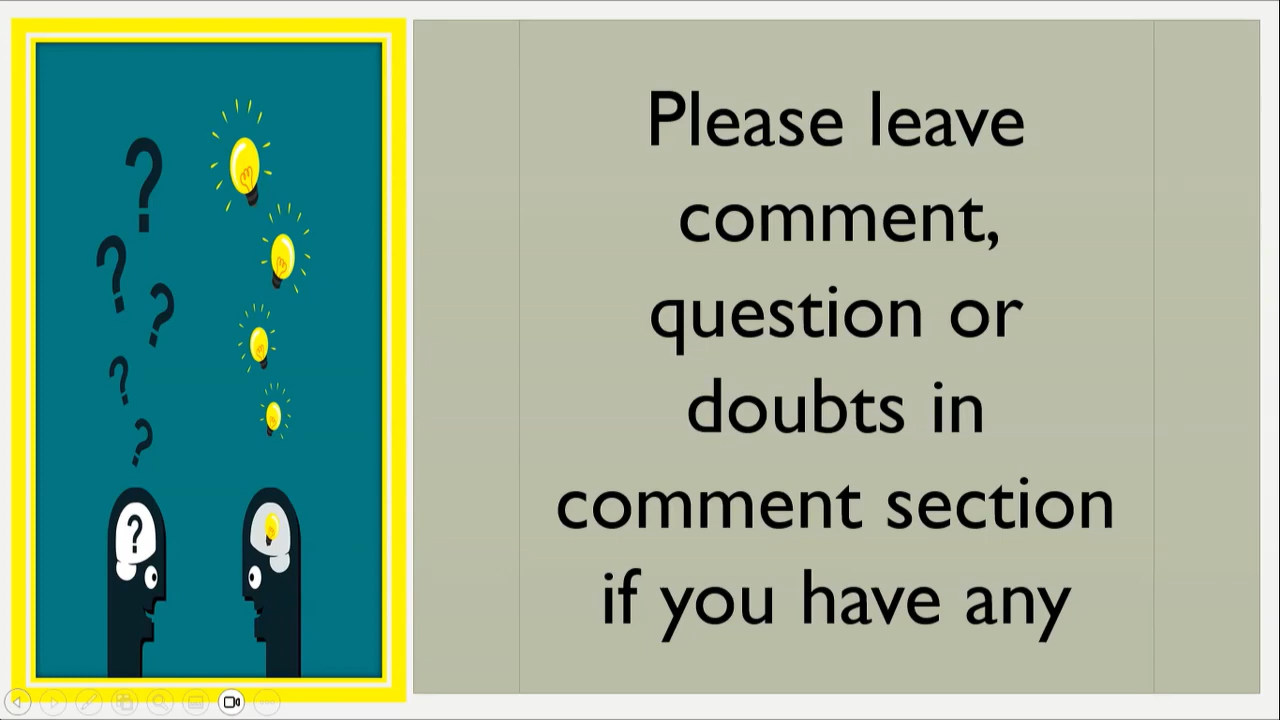 Please leave
comment,
question or
doubts in
comment section
if you have any